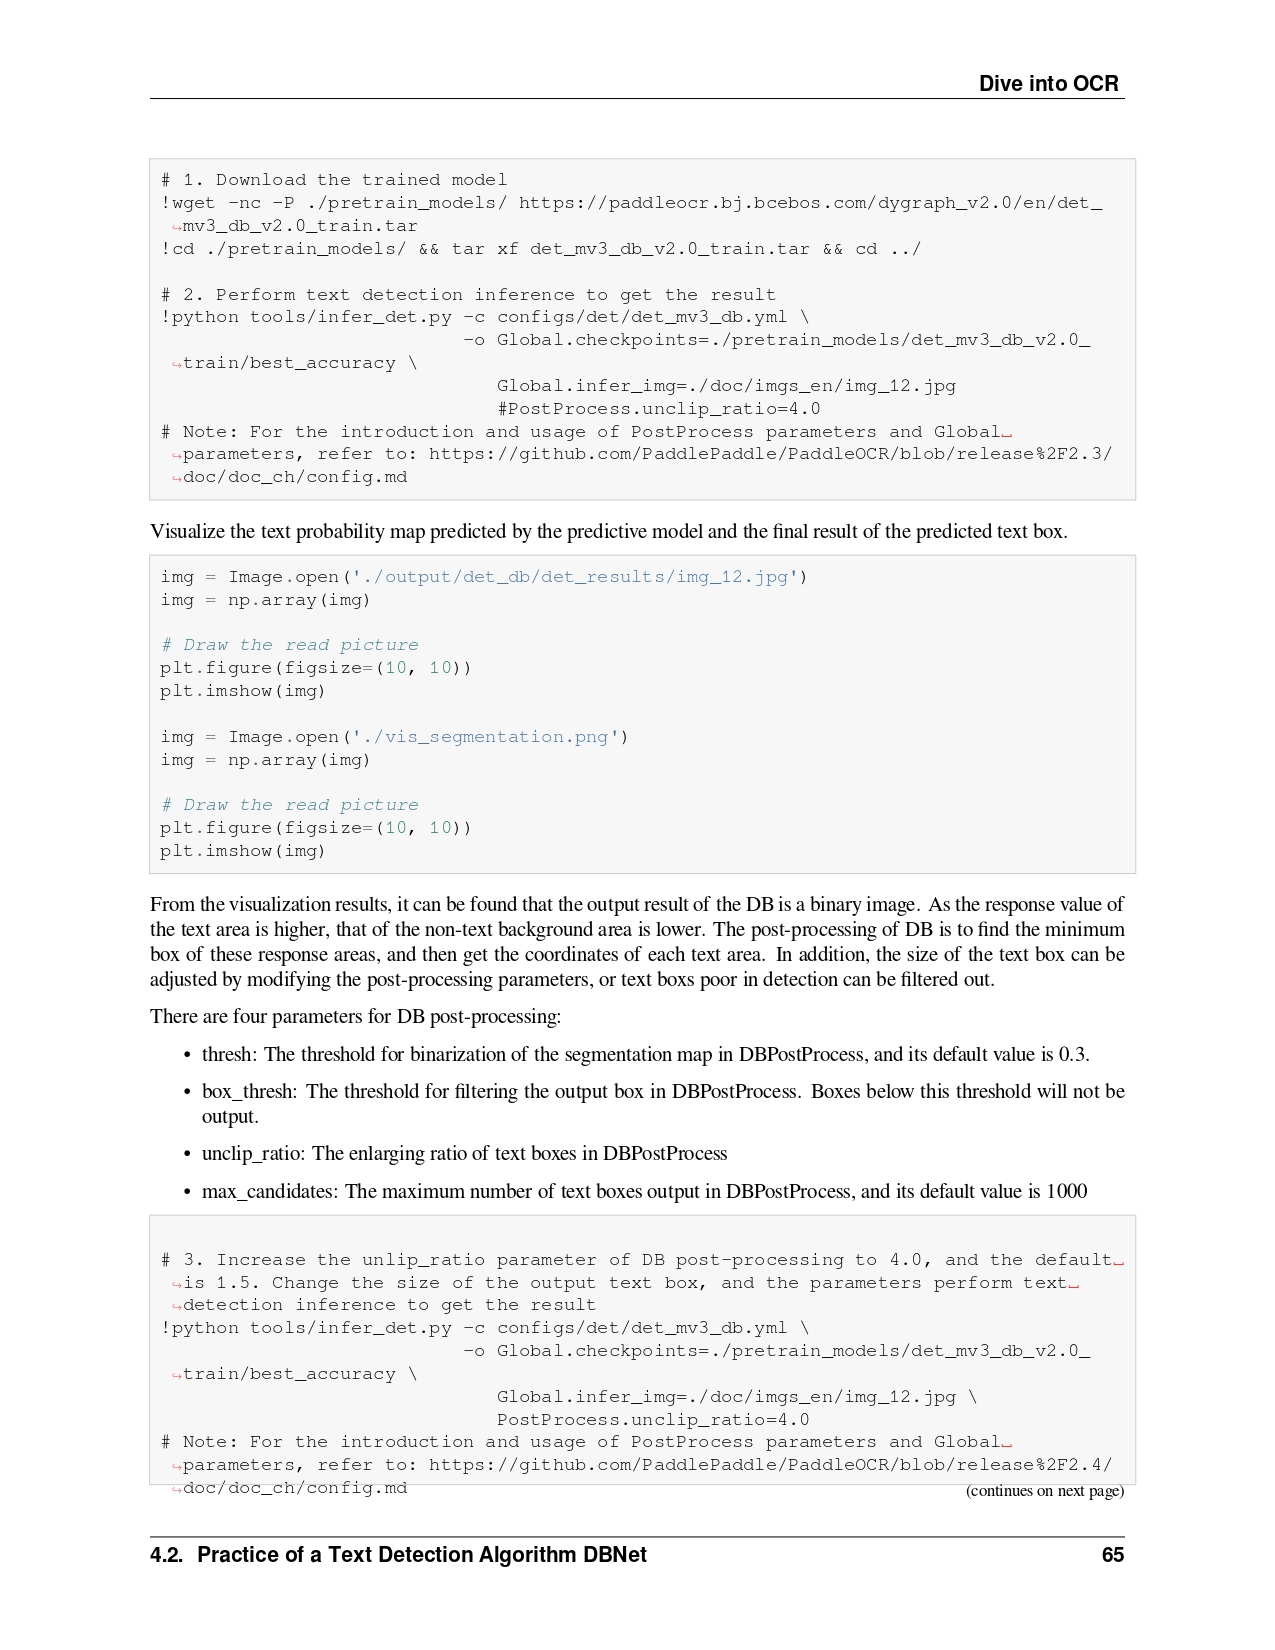 Dive into OCR
# 1. Download the trained model
!wget -nc -P ./pretrain_models/ https://paddleocr.bj.bcebos.com/dygraph_v2.0/en/det_
↪mv3_db_v2.0_train.tar
!cd ./pretrain_models/ && tar xf det_mv3_db_v2.0_train.tar && cd ../
# 2. Perform text detection inference to get the result
!python tools/infer_det.py -c configs/det/det_mv3_db.yml \
-o Global.checkpoints=./pretrain_models/det_mv3_db_v2.0_
↪train/best_accuracy \
Global.infer_img=./doc/imgs_en/img_12.jpg
#PostProcess.unclip_ratio=4.0
# Note: For the introduction and usage of PostProcess parameters and Global␣
↪parameters, refer to: https://github.com/PaddlePaddle/PaddleOCR/blob/release%2F2.3/
↪doc/doc_ch/config.md
Visualize the text probability map predicted by the predictive model and the final result of the predicted text box.
img = Image.open('./output/det_db/det_results/img_12.jpg')
img = np.array(img)
# Draw the read picture
plt.figure(figsize=(10, 10))
plt.imshow(img)
img = Image.open('./vis_segmentation.png')
img = np.array(img)
# Draw the read picture
plt.figure(figsize=(10, 10))
plt.imshow(img)
From the visualization results, it can be found that the output result of the DB is a binary image. As the response value of
the text area is higher, that of the non-text background area is lower. The post-processing of DB is to find the minimum
box of these response areas, and then get the coordinates of each text area. In addition, the size of the text box can be
adjusted by modifying the post-processing parameters, or text boxs poor in detection can be filtered out.
There are four parameters for DB post-processing:
• thresh: The threshold for binarization of the segmentation map in DBPostProcess, and its default value is 0.3.
• box_thresh: The threshold for filtering the output box in DBPostProcess. Boxes below this threshold will not be
output.
• unclip_ratio: The enlarging ratio of text boxes in DBPostProcess
• max_candidates: The maximum number of text boxes output in DBPostProcess, and its default value is 1000
# 3. Increase the unlip_ratio parameter of DB post-processing to 4.0, and the default␣
↪is 1.5. Change the size of the output text box, and the parameters perform text␣
↪detection inference to get the result
!python tools/infer_det.py -c configs/det/det_mv3_db.yml \
-o Global.checkpoints=./pretrain_models/det_mv3_db_v2.0_
↪train/best_accuracy \
Global.infer_img=./doc/imgs_en/img_12.jpg \
PostProcess.unclip_ratio=4.0
# Note: For the introduction and usage of PostProcess parameters and Global␣
↪parameters, refer to: https://github.com/PaddlePaddle/PaddleOCR/blob/release%2F2.4/
↪doc/doc_ch/config.md
(continues on next page)
4.2. Practice of a Text Detection Algorithm DBNet 65